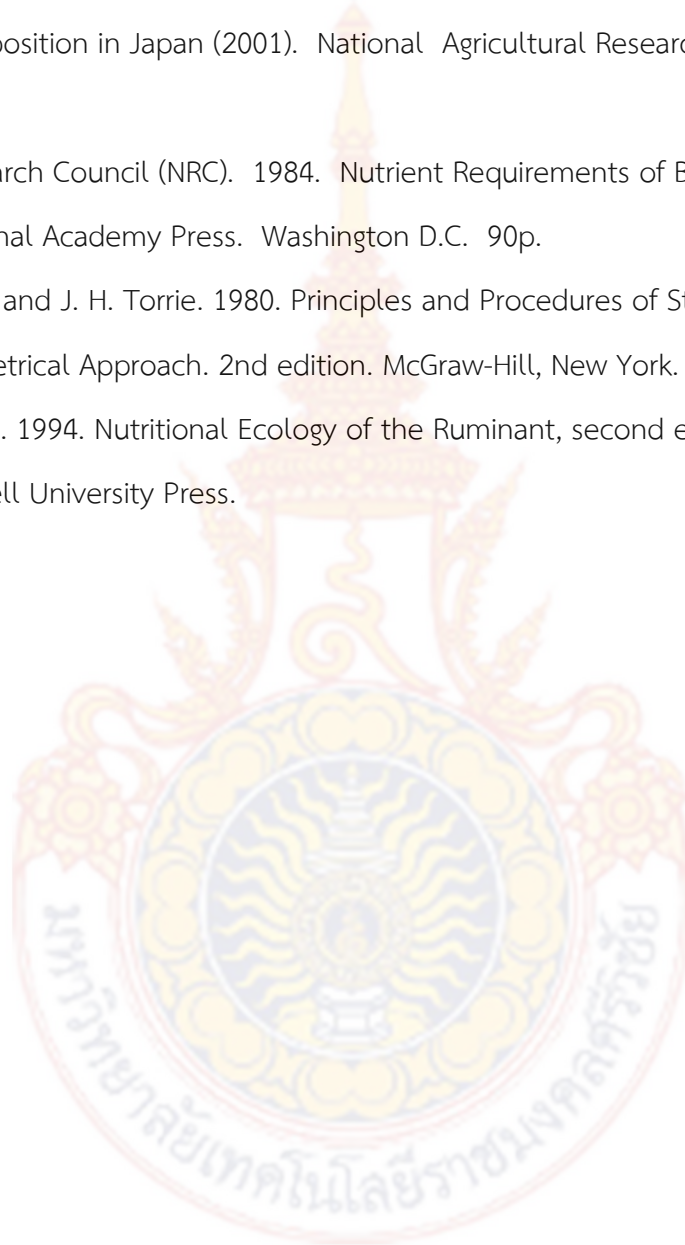 position in Japan (2001).  National  Agricultural Researc
arch Council (NRC).  1984.  Nutrient Requirements of B
nal Academy Press.  Washington D.C.  90p.
and J. H. Torrie. 1980. Principles and Procedures of St
etrical Approach. 2nd edition. McGraw-Hill, New York.
. 1994. Nutritional Ecology of the Ruminant, second e
ell University Press.
มหาวิทยาลัยเทคโนโลยีราชมงคลศรีวิชัย